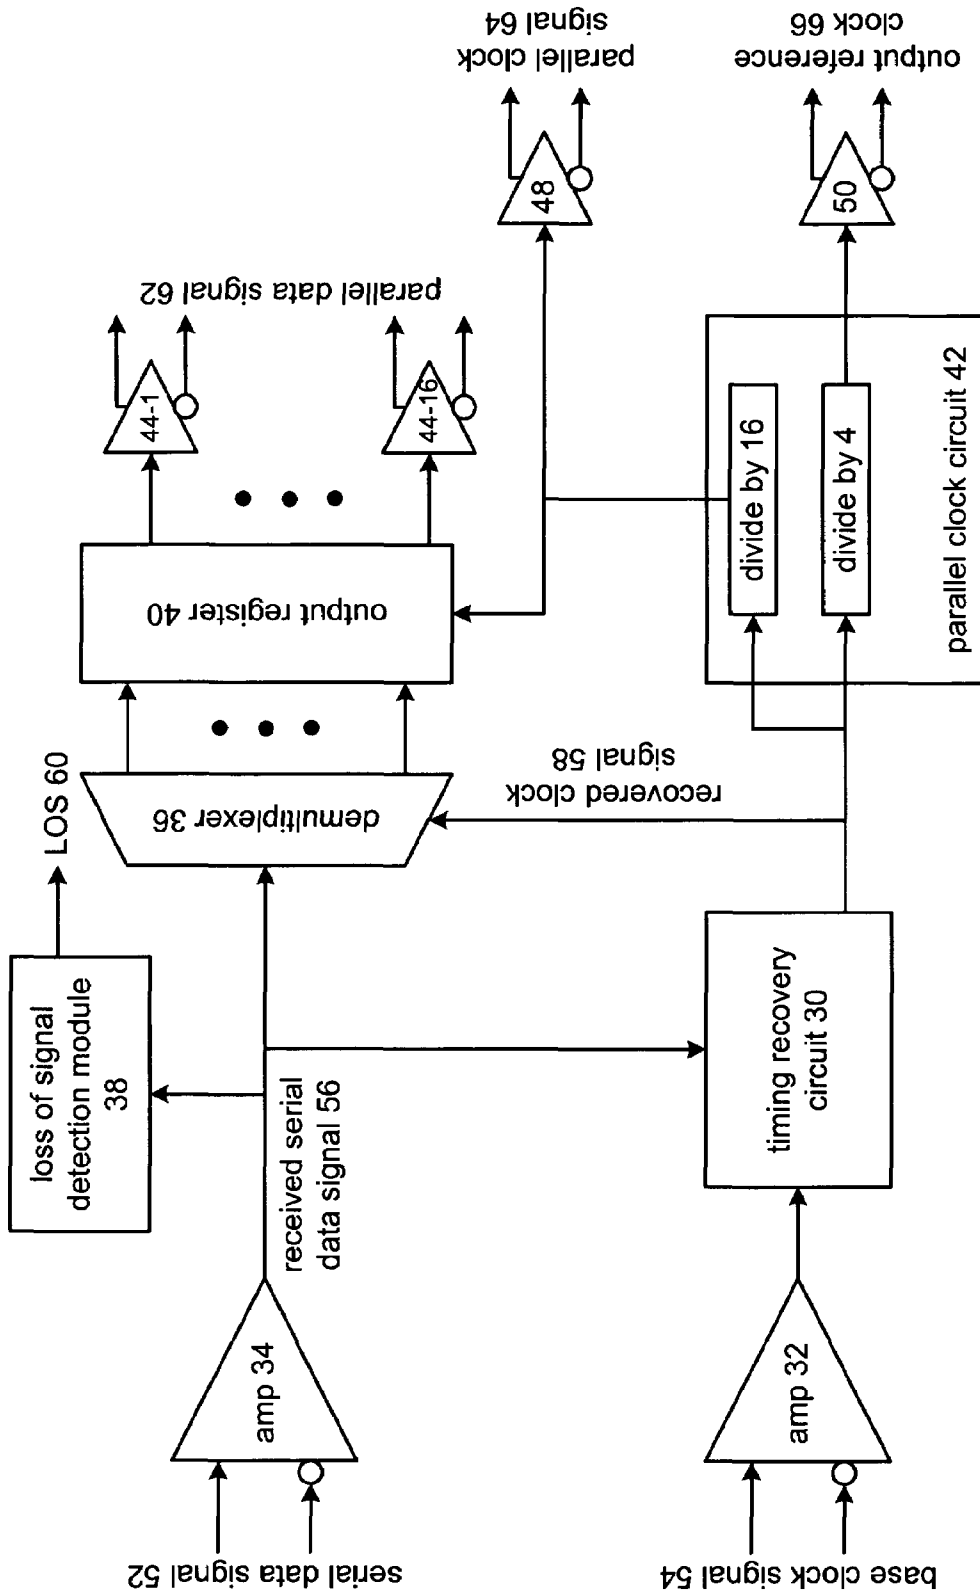 serial data signal 52
amp 34
received serial
data signal 56
loss of signal
detection module
38
LOS 60
demultiplexer 36
output register 40
44-1
44-16
parallel data signal 62
base clock signal 54
amp 32
timing recovery
circuit 30
recovered clock
signal 58
divide by 16
divide by 4
parallel clock circuit 42
48
parallel clock
signal 64
50
output reference
clock 66